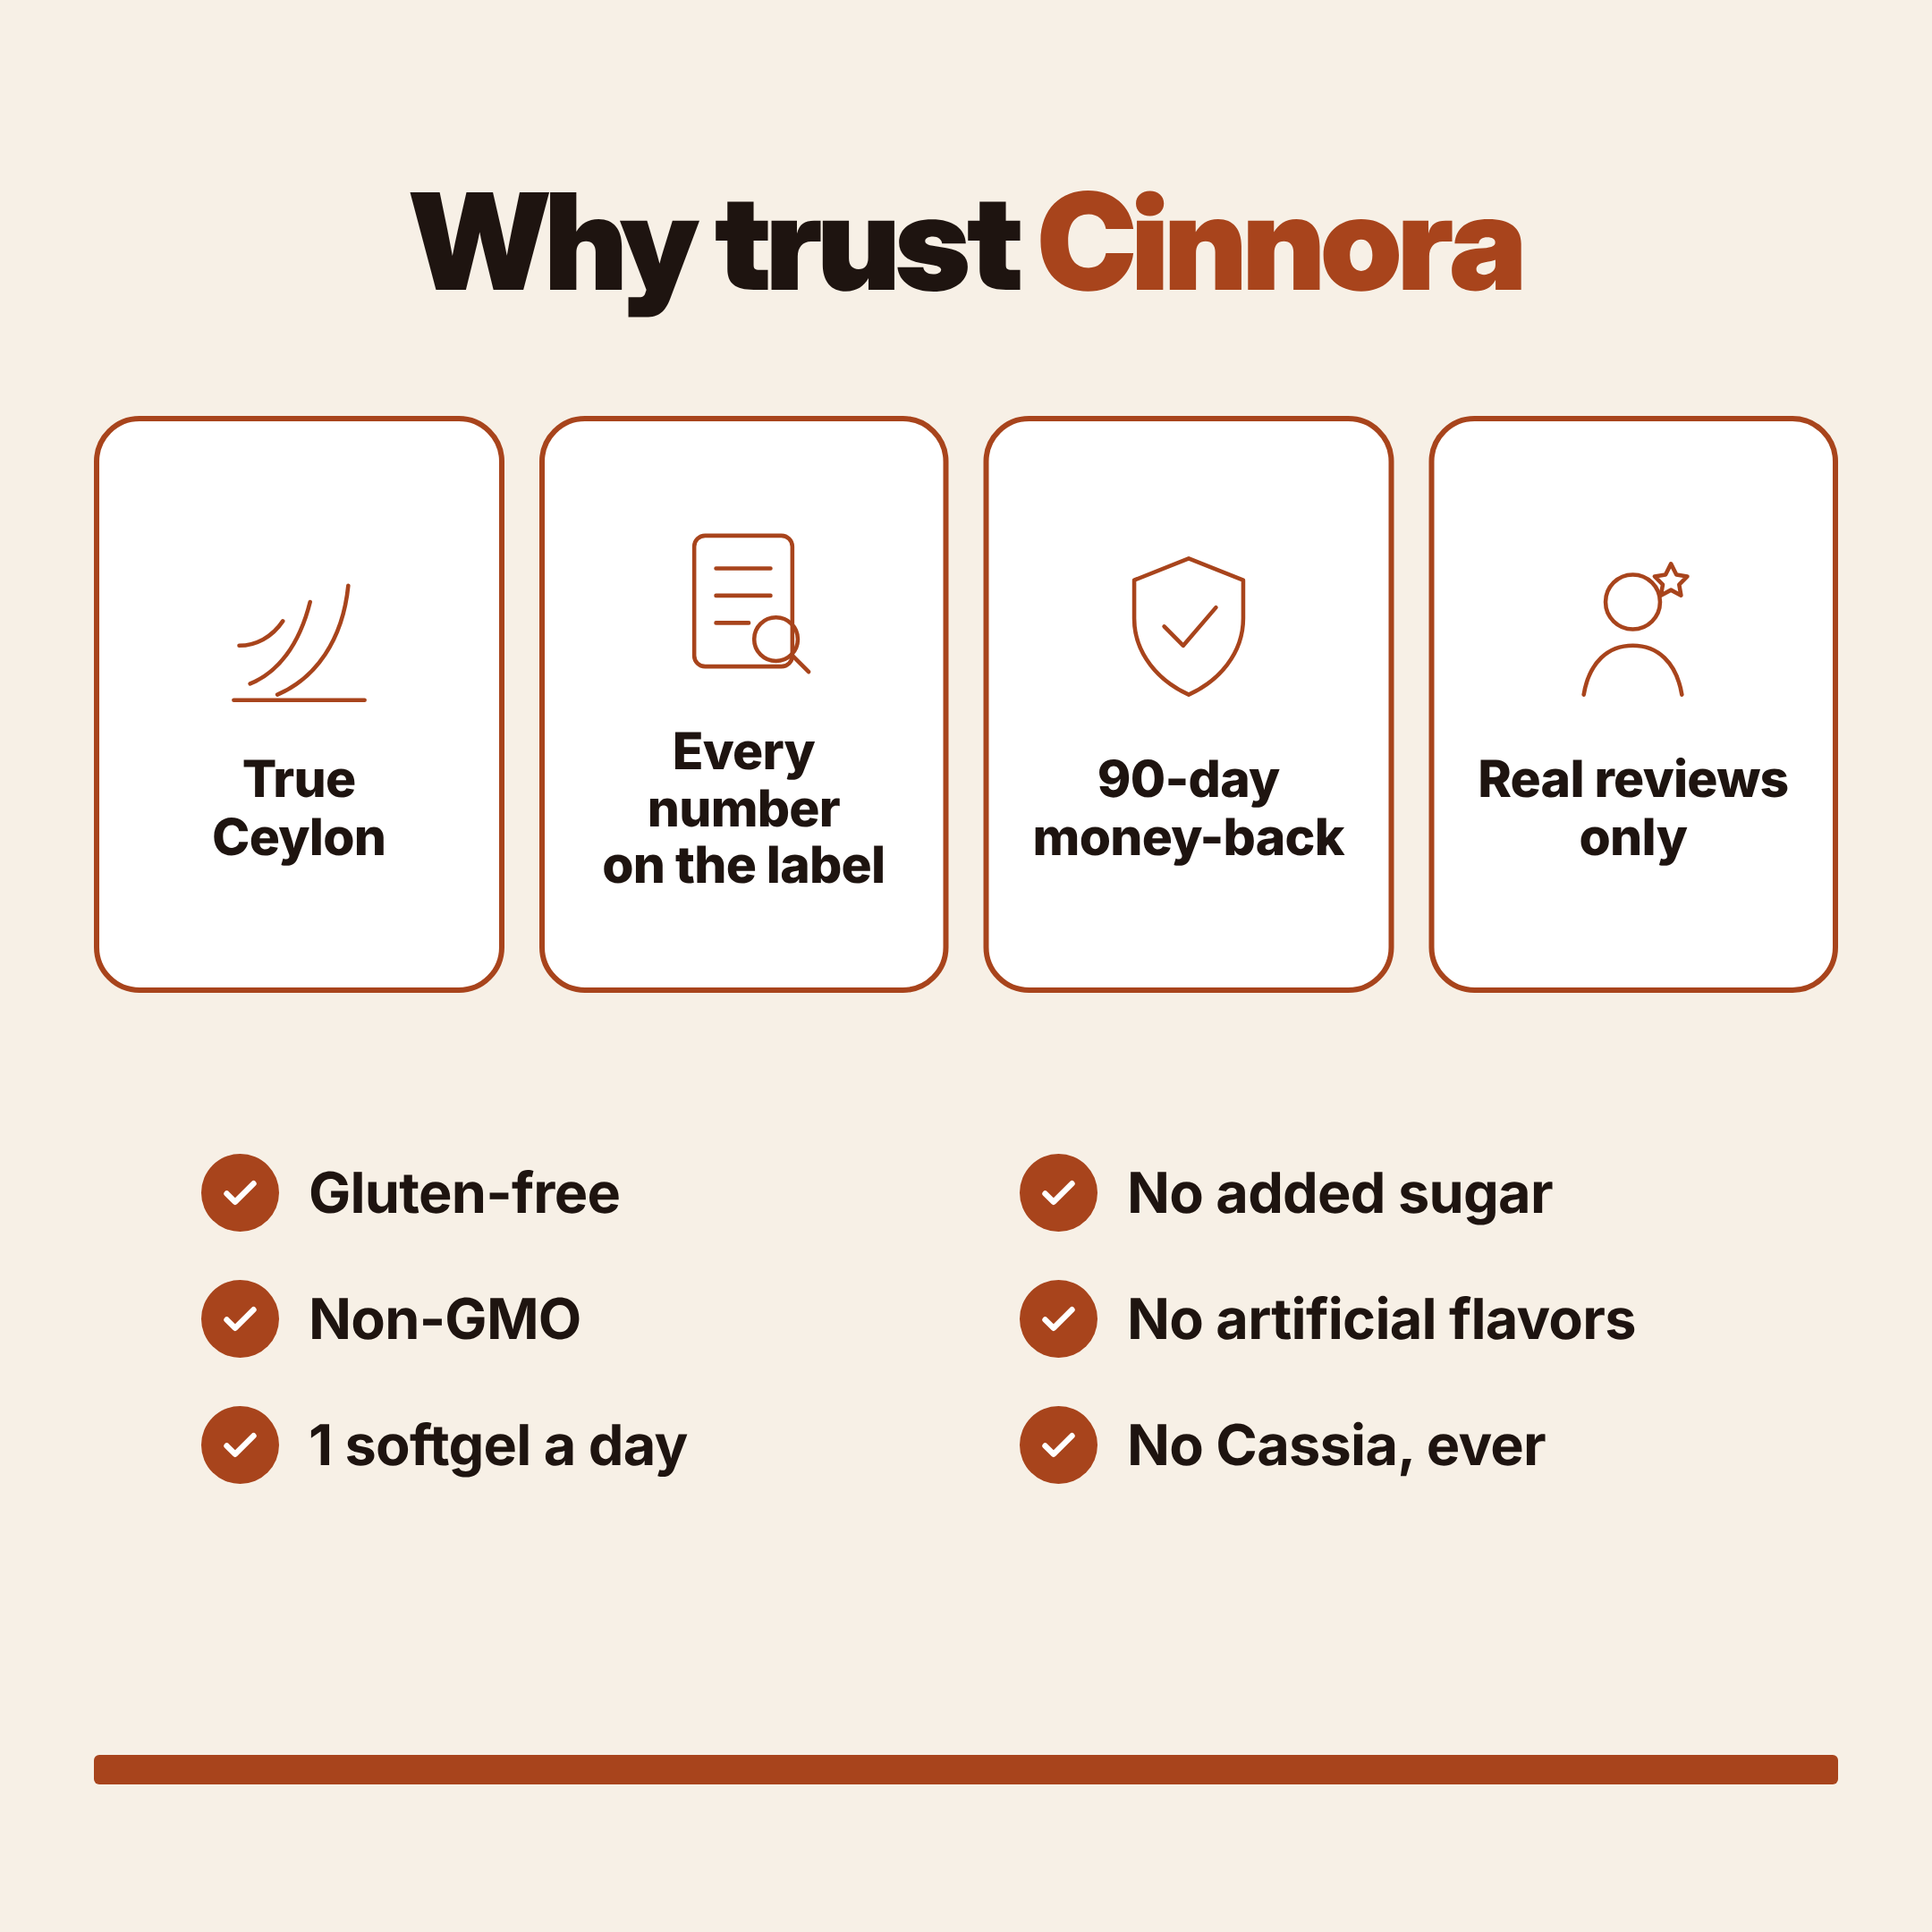 Why trust Cinnora
True
Ceylon
Every
number
on the label
90-day
money-back
Real reviews
only
Gluten-free
No added sugar
Non-GMO
No artificial flavors
1 softgel a day
No Cassia, ever